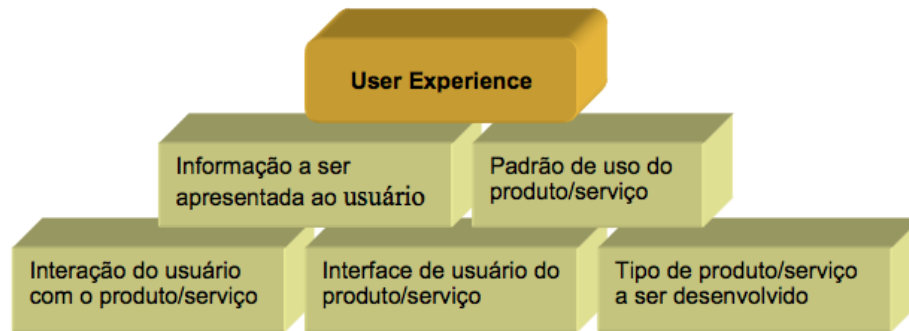 User Experience
Informação a ser
apresentada ao usuário
Padrão de uso do
produto/serviço
Interação do usuário
com o produto/serviço
Interface de usuário do
produto/serviço
Tipo de produto/serviço
a ser desenvolvido